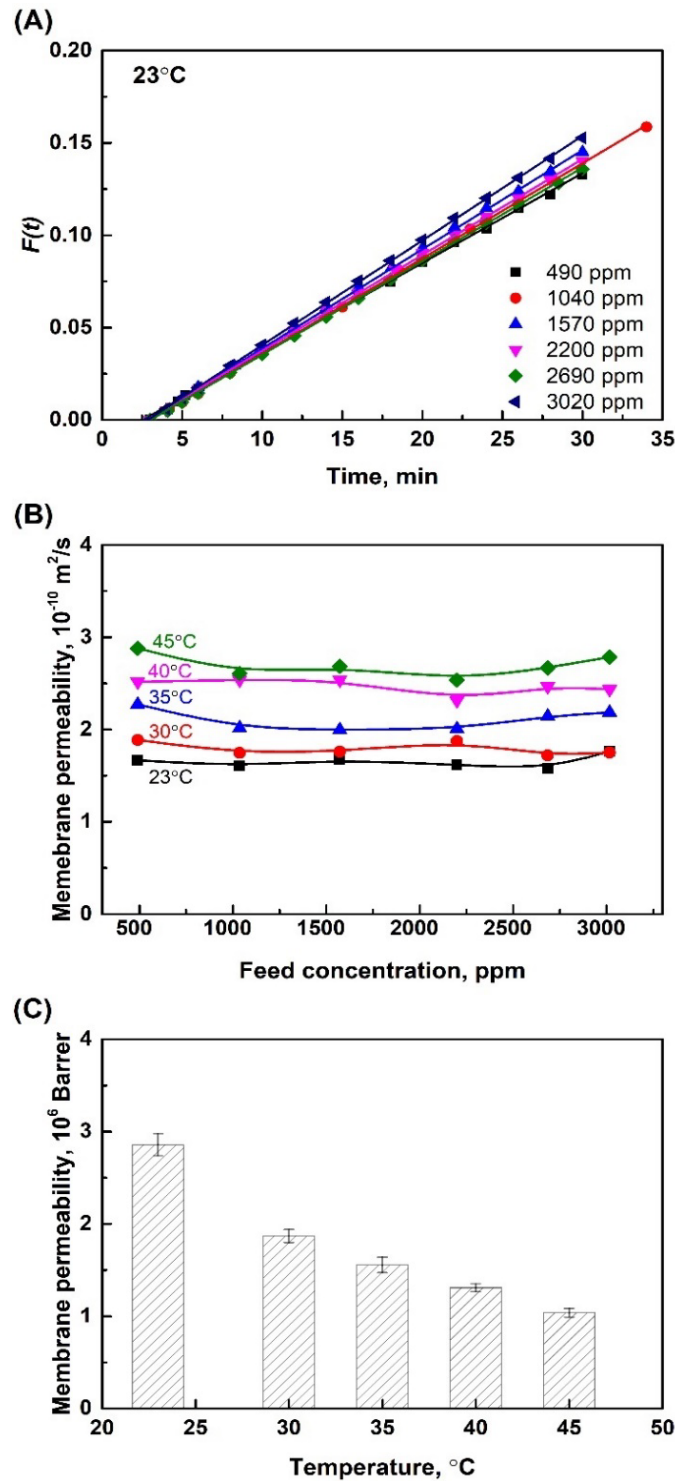 (A)
23°C
0.20
0.15
0.10
0.05
0.00
F(t)
490 ppm
1040 ppm
1570 ppm
2200 ppm
2690 ppm
3020 ppm
0 5 10 15 20 25 30 35
Time, min
(B)
4
3
2
1
0
Memebrane permeability, 10⁻¹⁰ m²/s
45°C
40°C
35°C
30°C
23°C
500 1000 1500 2000 2500 3000
Feed concentration, ppm
(C)
4
3
2
1
0
Membrane permeability, 10⁶ Barrer
20 25 30 35 40 45 50
Temperature, °C